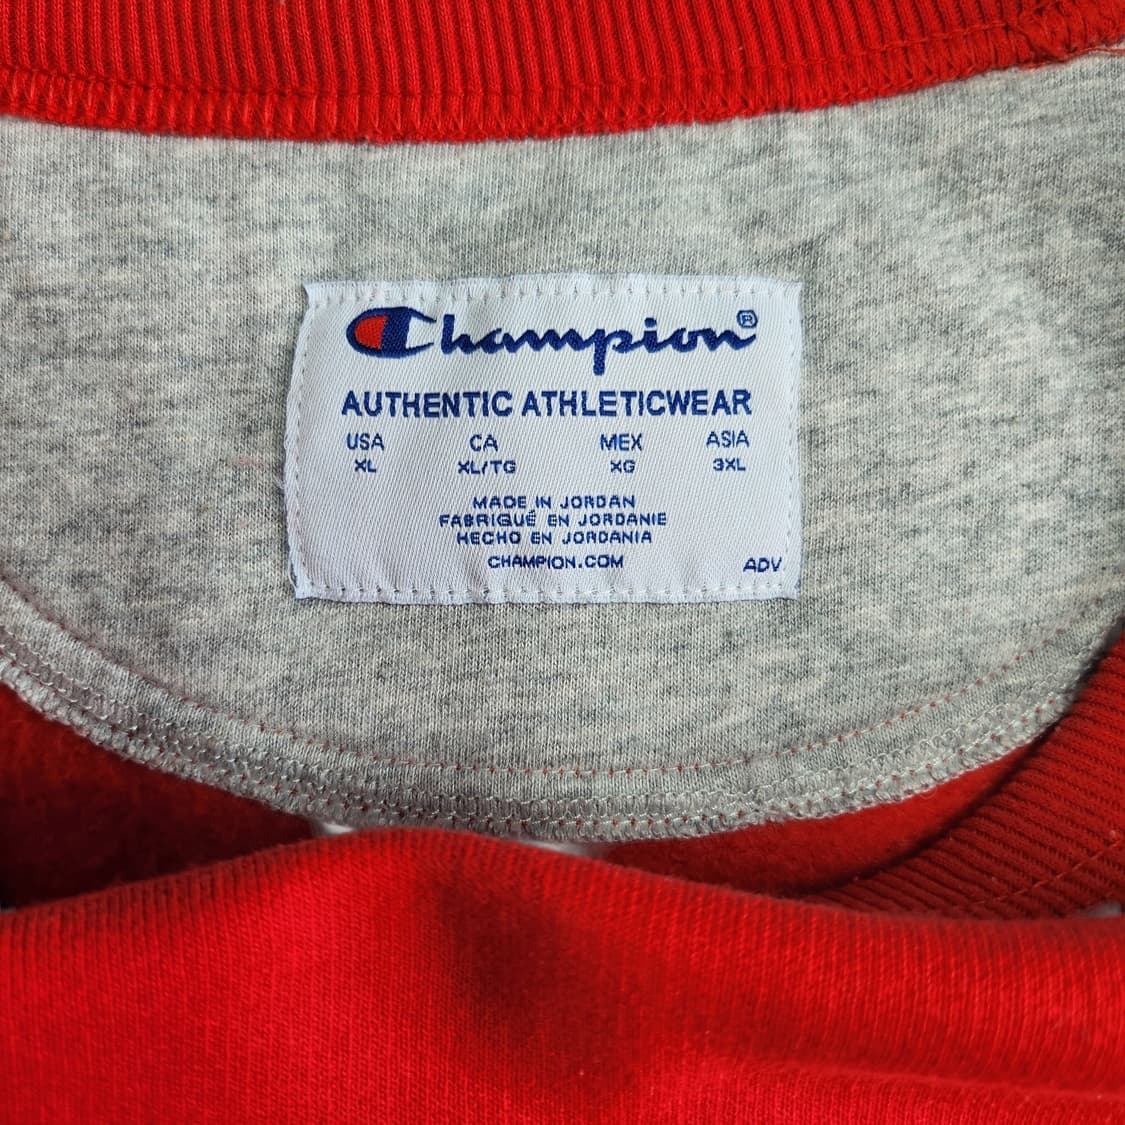 Champion®
AUTHENTIC ATHLETICWEAR
USA CA MEX ASIA
XL XL/TG XG 3XL
MADE IN JORDAN
FABRIQUÉ EN JORDANIE
HECHO EN JORDANIA
CHAMPION.COM ADV